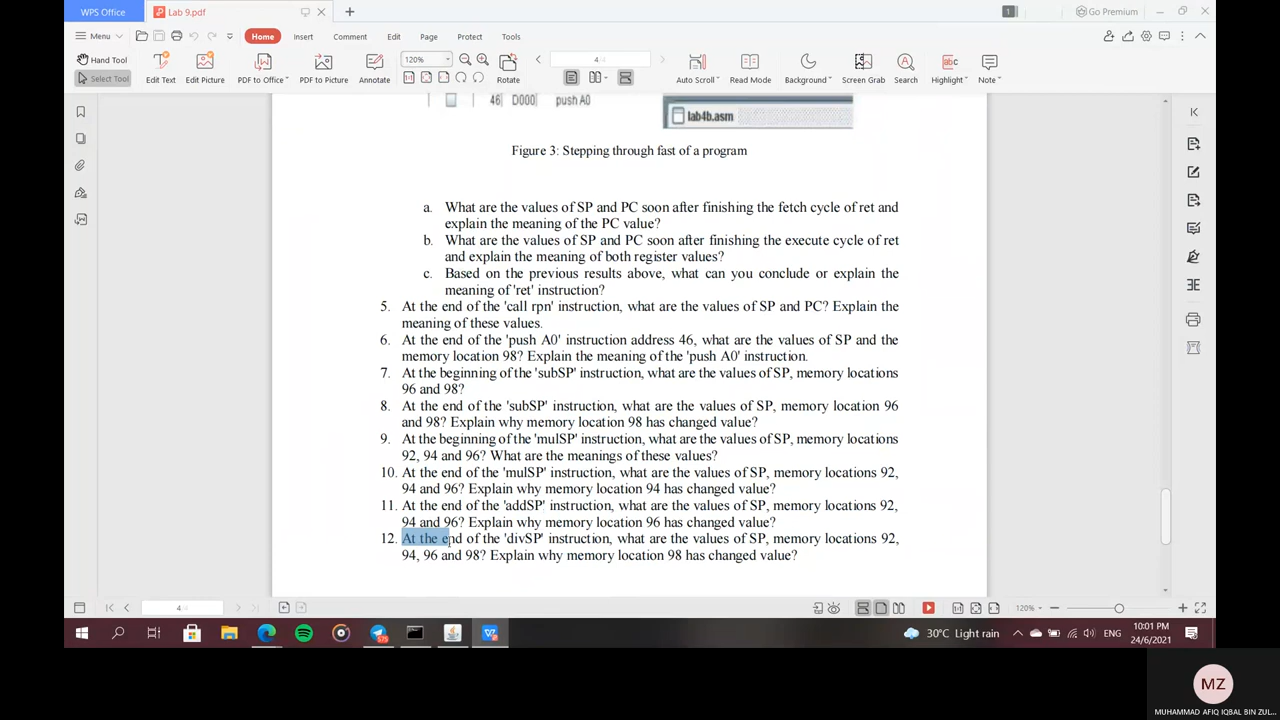 WPS Office
Lab 9.pdf
1
Go Premium
Menu
Home
Insert
Comment
Edit
Page
Protect
Tools
Hand Tool
Select Tool
Edit Text
Edit Picture
PDF to Office
PDF to Picture
Annotate
120%
Rotate
4/4
Auto Scroll
Read Mode
Background
Screen Grab
Search
Highlight
Note
46 D000 push A0
lab4b.asm
Figure 3: Stepping through fast of a program
a. What are the values of SP and PC soon after finishing the fetch cycle of ret and
explain the meaning of the PC value?
b. What are the values of SP and PC soon after finishing the execute cycle of ret
and explain the meaning of both register values?
c. Based on the previous results above, what can you conclude or explain the
meaning of 'ret' instruction?
5. At the end of the 'call rpn' instruction, what are the values of SP and PC? Explain the
meaning of these values.
6. At the end of the 'push A0' instruction address 46, what are the values of SP and the
memory location 98? Explain the meaning of the 'push A0' instruction.
7. At the beginning of the 'subSP' instruction, what are the values of SP, memory locations
96 and 98?
8. At the end of the 'subSP' instruction, what are the values of SP, memory location 96
and 98? Explain why memory location 98 has changed value?
9. At the beginning of the 'mulSP' instruction, what are the values of SP, memory locations
92, 94 and 96? What are the meanings of these values?
10. At the end of the 'mulSP' instruction, what are the values of SP, memory locations 92,
94 and 96? Explain why memory location 94 has changed value?
11. At the end of the 'addSP' instruction, what are the values of SP, memory locations 92,
94 and 96? Explain why memory location 96 has changed value?
12. At the end of the 'divSP' instruction, what are the values of SP, memory locations 92,
94, 96 and 98? Explain why memory location 98 has changed value?
4/4
120%
30°C Light rain
ENG
10:01 PM
24/6/2021
MZ
MUHAMMAD AFIQ IQBAL BIN ZUL...